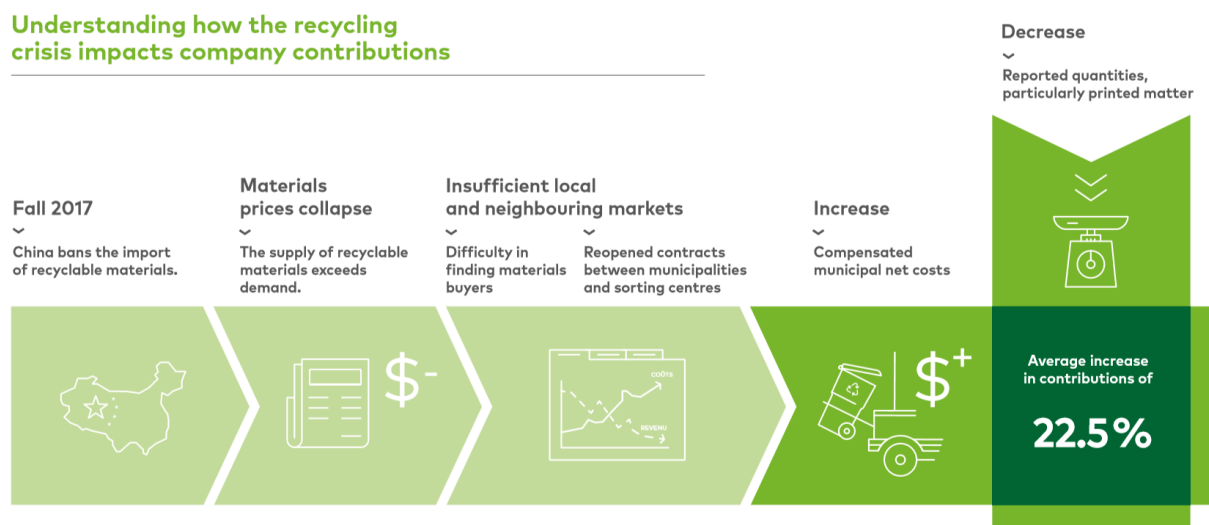 Understanding how the recycling
crisis impacts company contributions
Fall 2017
China bans the import
of recyclable materials.
Materials
prices collapse
The supply of recyclable
materials exceeds
demand.
$-
Insufficient local
and neighbouring markets
Difficulty in
finding materials
buyers
Reopened contracts
between municipalities
and sorting centres
COÛTS
REVENU
Increase
Compensated
municipal net costs
$+
Decrease
Reported quantities,
particularly printed matter
Average increase
in contributions of
22.5%